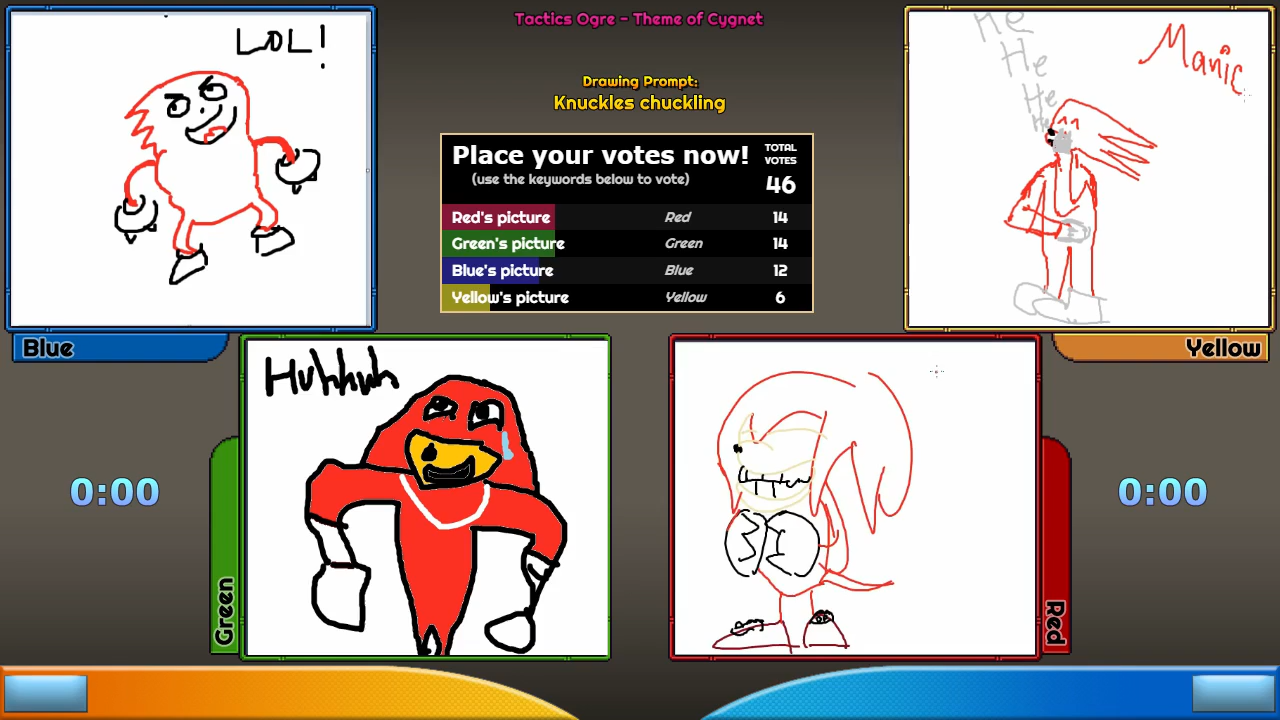 Tactics Ogre - Theme of Cygnet
Drawing Prompt:
Knuckles chuckling
Place your votes now!
(use the keywords below to vote)
TOTAL
VOTES
46
Red's picture Red 14
Green's picture Green 14
Blue's picture Blue 12
Yellow's picture Yellow 6
LOL!
He
He
He
He
Manic
Blue
Yellow
Huhhuh
Green
Red
0:00
0:00